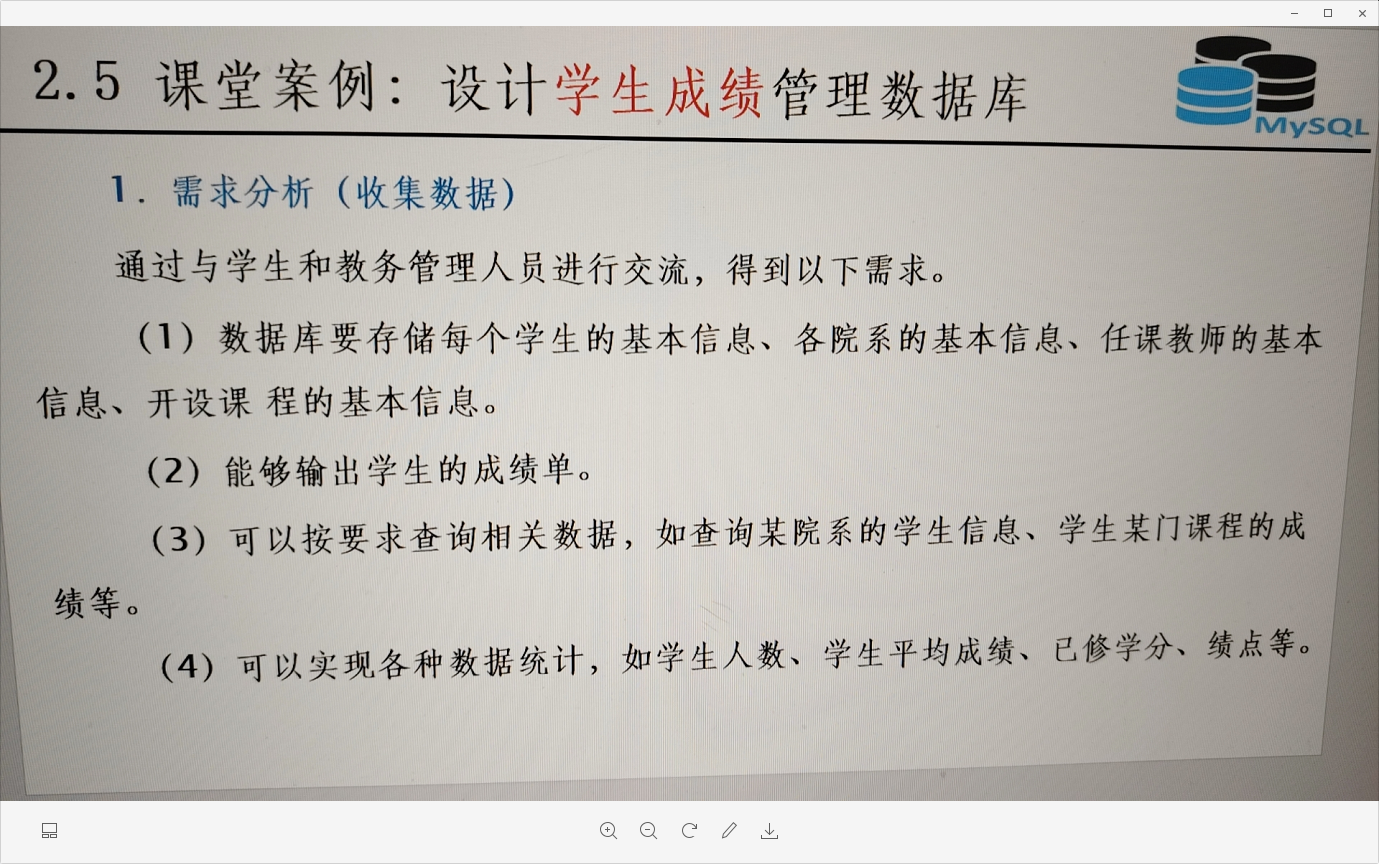 2.5 课堂案例：设计学生成绩管理数据库
MySQL
1. 需求分析（收集数据）
通过与学生和教务管理人员进行交流，得到以下需求。
（1）数据库要存储每个学生的基本信息、各院系的基本信息、任课教师的基本
信息、开设课 程的基本信息。
（2）能够输出学生的成绩单。
（3）可以按要求查询相关数据，如查询某院系的学生信息、学生某门课程的成
绩等。
（4）可以实现各种数据统计，如学生人数、学生平均成绩、已修学分、绩点等。